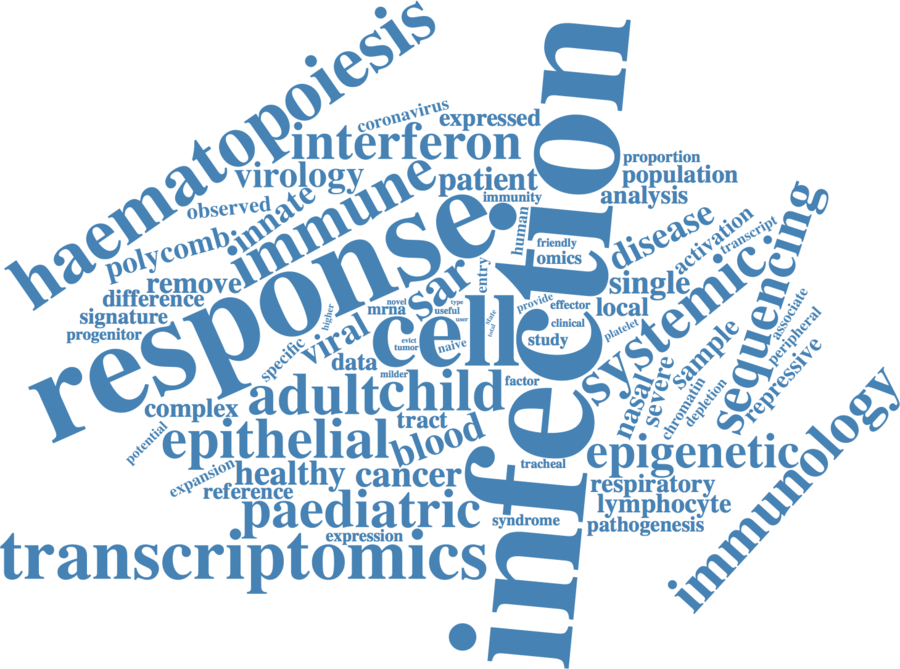 haematopoiesis
coronavirus
expressed
interferon
virology
immune
patient
proportion
population
analysis
immunity
observed
innate
polycomb
human
friendly
omics
disease
activation
transcript
remove
difference
signature
progenitor
response
sar
entry
single
local
systemic
sequencing
associate
peripheral
repressive
higher
novel
type
mrna
useful
user
state
total
provide
effector
clinical
platelet
study
specific
viral
cell
evict
tumor
naive
data
milder
child
factor
adult
complex
nasal
severe
sample
chromatin
depletion
potential
epithelial
tract
blood
infection
tracheal
epigenetic
immunology
expansion
healthy
cancer
reference
respiratory
lymphocyte
paediatric
syndrome
pathogenesis
expression
transcriptomics